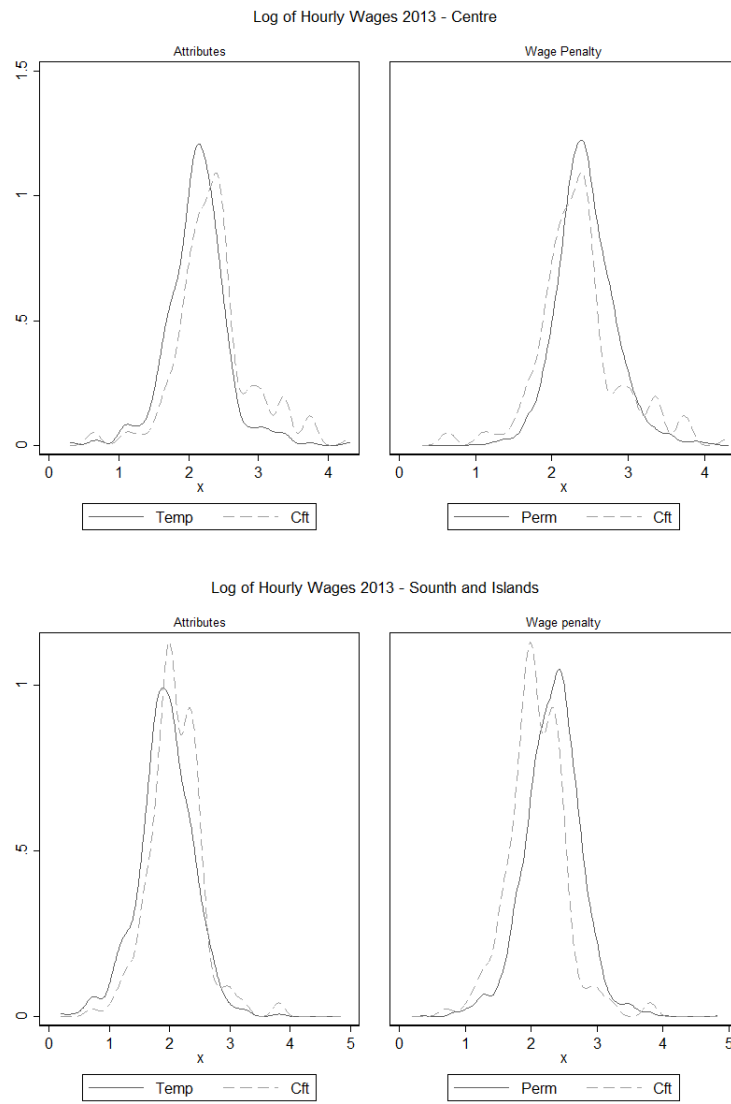 Log of Hourly Wages 2013 - Centre
Attributes
Wage Penalty
1.5
1
.5
0
0 1 2 3 4
x
0 1 2 3 4
x
Temp Cft
Perm Cft
Log of Hourly Wages 2013 - Sounth and Islands
Attributes
Wage penalty
1
.5
0
0 1 2 3 4 5
x
0 1 2 3 4 5
x
Temp Cft
Perm Cft